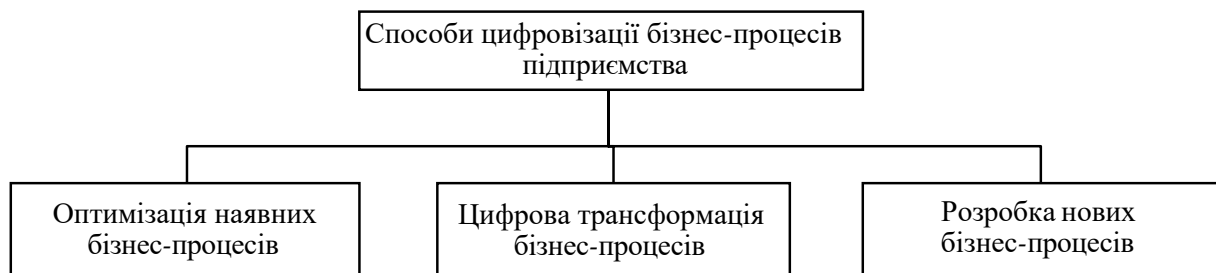 Способи цифровізації бізнес-процесів
підприємства
Оптимізація наявних
бізнес-процесів
Цифрова трансформація
бізнес-процесів
Розробка нових
бізнес-процесів